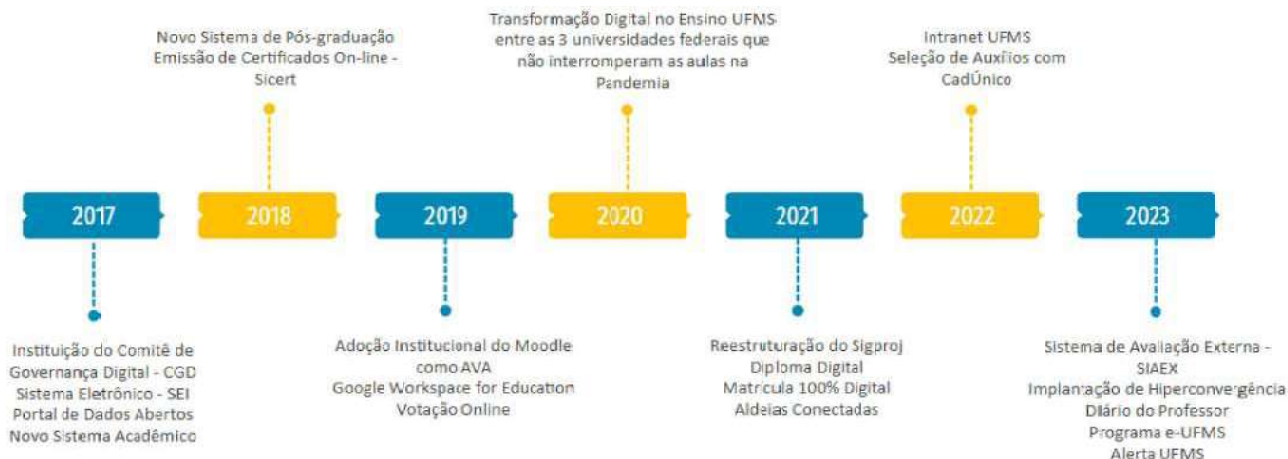 Novo Sistema de Pós-graduação
Emissão de Certificados On-line -
Sicert
Transformação Digital no Ensino UFMS
entre as 3 universidades federais que
não interromperam as aulas na
Pandemia
Intranet UFMS
Seleção de Auxílios com
CadÚnico
2017
2018
2019
2020
2021
2022
2023
Instituição do Comitê de
Governança Digital - CGD
Sistema Eletrônico - SEI
Portal de Dados Abertos
Novo Sistema Acadêmico
Adoção Institucional do Moodle
como AVA
Google Workspace for Education
Votação Online
Reestruturação do Sigproj
Diploma Digital
Matricula 100% Digital
Aldeias Conectadas
Sistema de Avaliação Externa -
SIAEX
Implantação de Hiperconvergência
Diário do Professor
Programa e-UFMS
Alerta UFMS